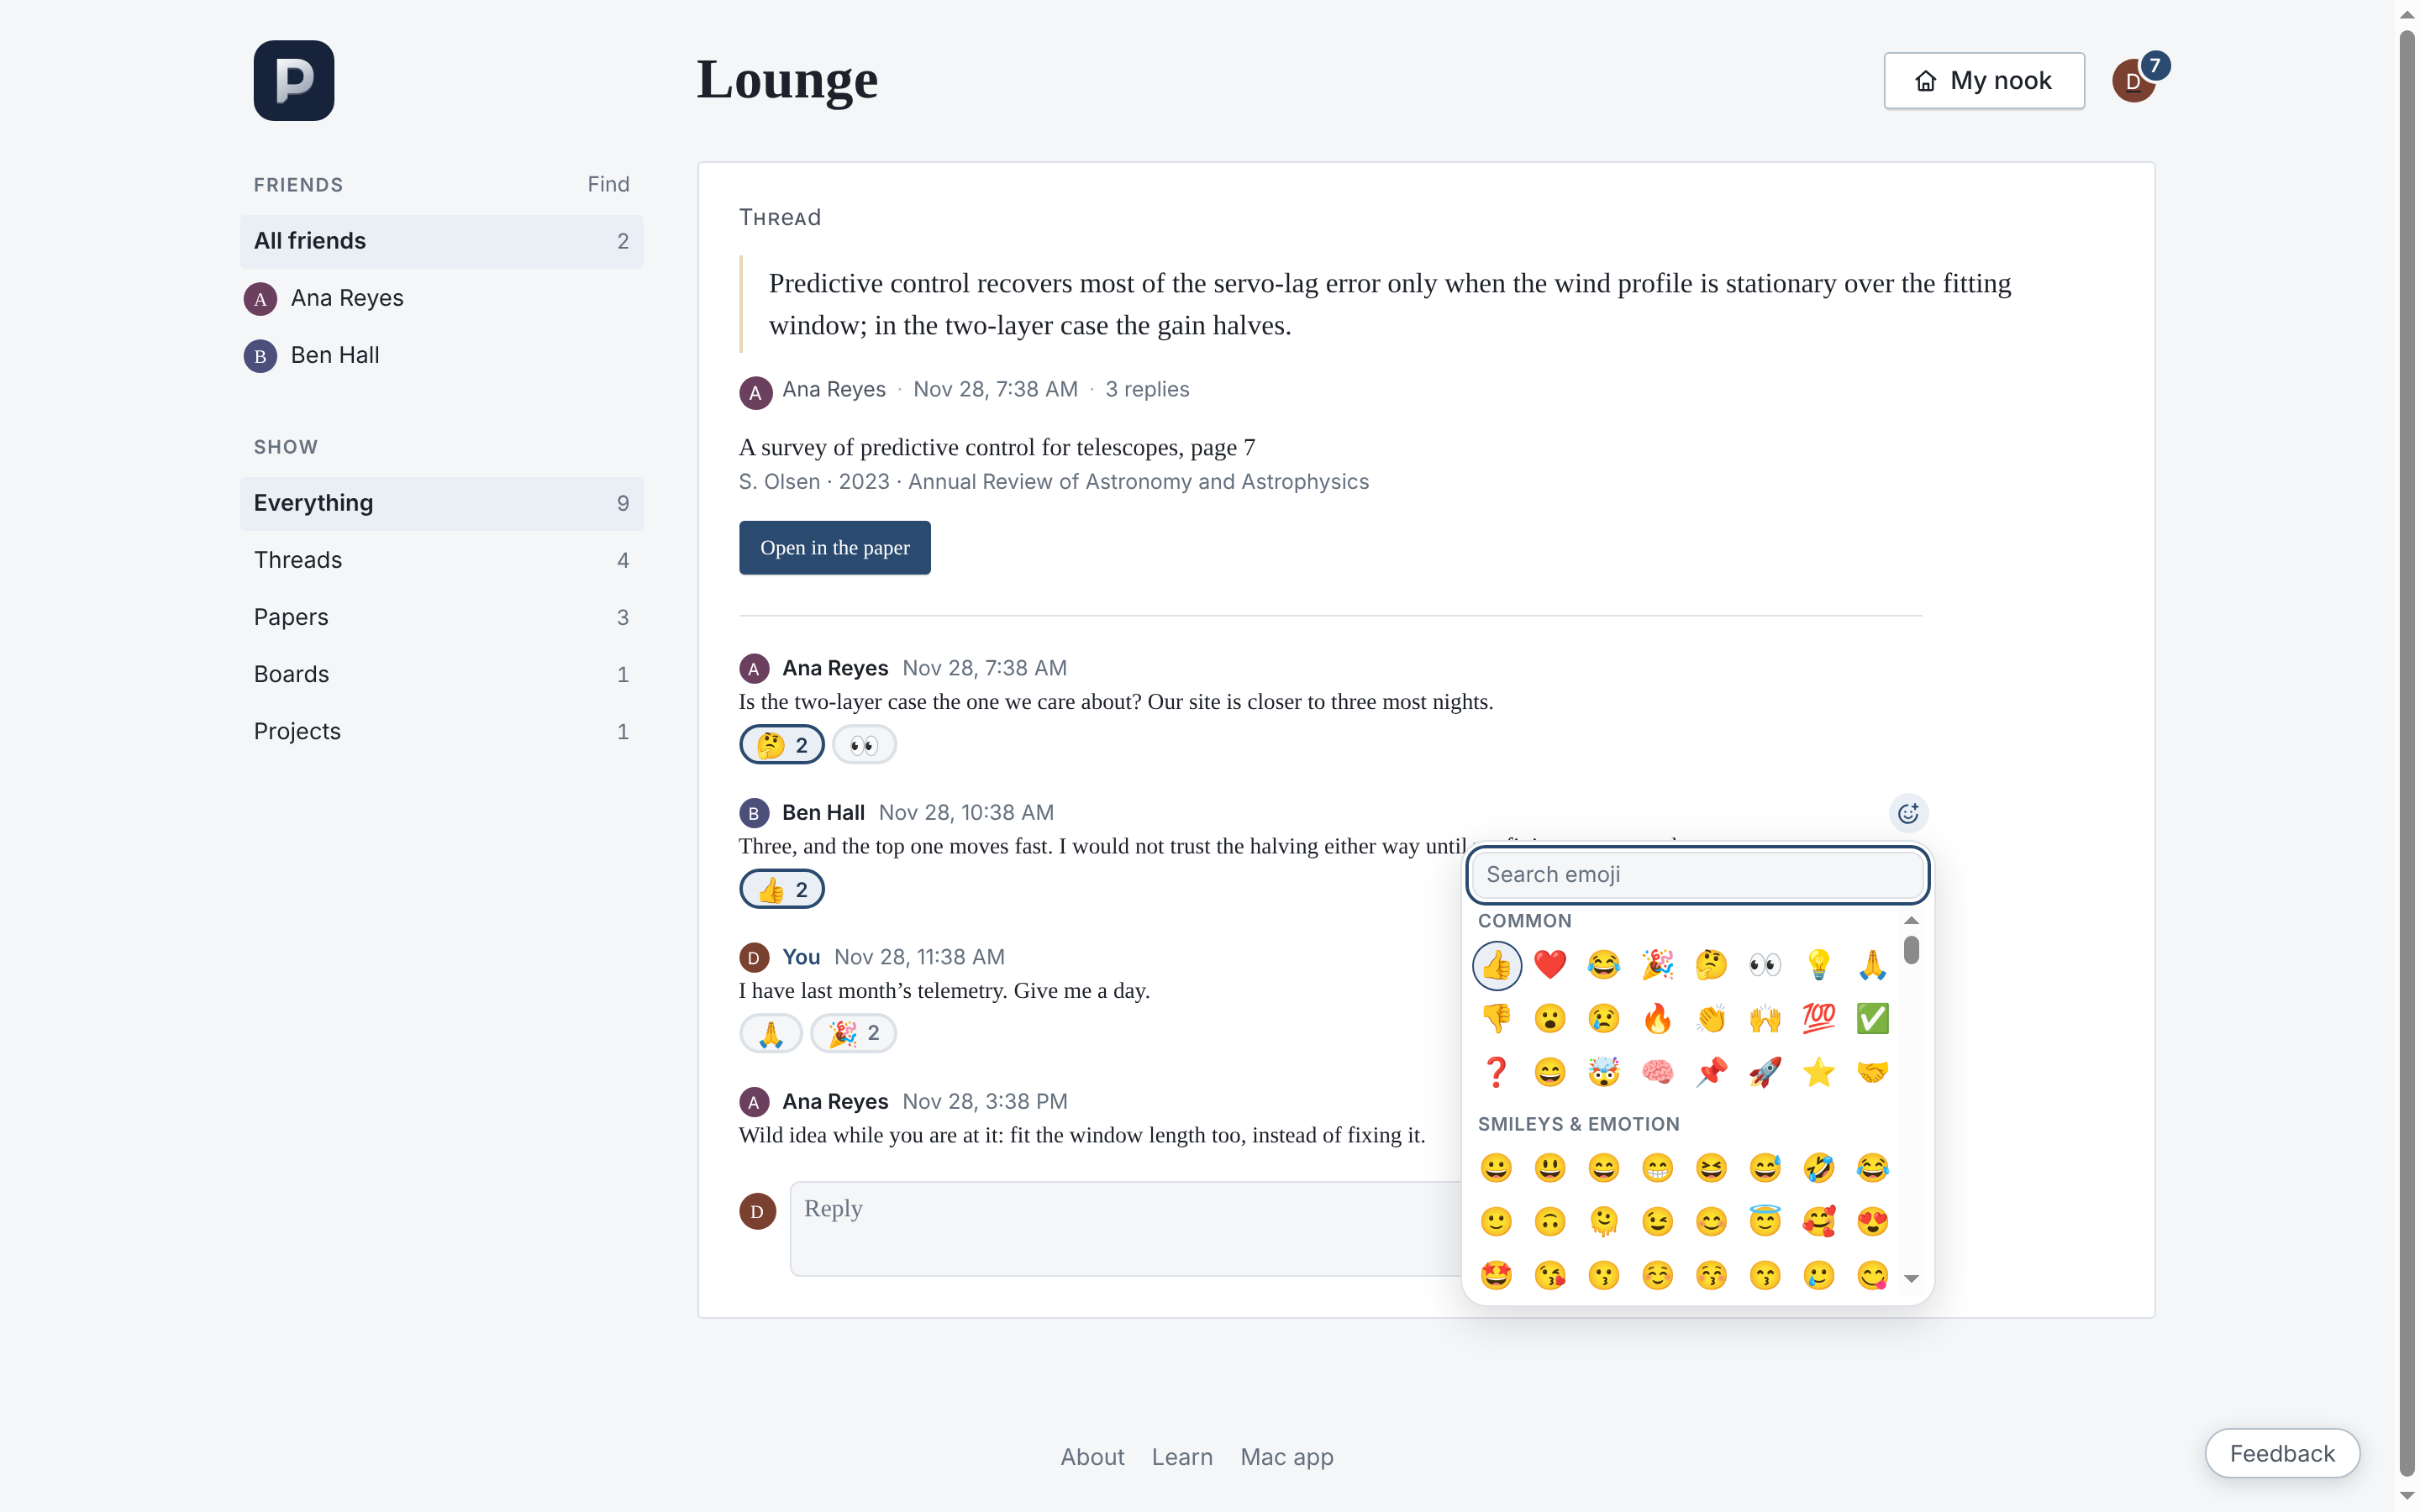 P
Lounge
My nook
D
7
FRIENDS
Find
All friends
2
A
Ana Reyes
B
Ben Hall
SHOW
Everything
9
Threads
4
Papers
3
Boards
1
Projects
1
Thread
Predictive control recovers most of the servo-lag error only when the wind profile is stationary over the fitting
window; in the two-layer case the gain halves.
A
Ana Reyes · Nov 28, 7:38 AM · 3 replies
A survey of predictive control for telescopes, page 7
S. Olsen · 2023 · Annual Review of Astronomy and Astrophysics
Open in the paper
A
Ana Reyes Nov 28, 7:38 AM
Is the two-layer case the one we care about? Our site is closer to three most nights.
🤔 2 👀
B
Ben Hall Nov 28, 10:38 AM
Three, and the top one moves fast. I would not trust the halving either way until
👍 2
D
You Nov 28, 11:38 AM
I have last month’s telemetry. Give me a day.
🙏 🎉 2
A
Ana Reyes Nov 28, 3:38 PM
Wild idea while you are at it: fit the window length too, instead of fixing it.
D
Reply
Search emoji
COMMON
👍 ❤️ 😂 🎉 🤔 👀 💡 🙏
👎 😮 😢 🔥 👏 🙌 💯 ✅
❓ 😄 🤯 🧠 📌 🚀 ⭐ 🤝
SMILEYS & EMOTION
😀 😃 😄 😁 😆 😅 🤣 😂
🙂 🙃 🫠 😉 😊 😇 🥰 😍
🤩 😘 😗 ☺️ 😚 😙 🥲 😋
About Learn Mac app
Feedback